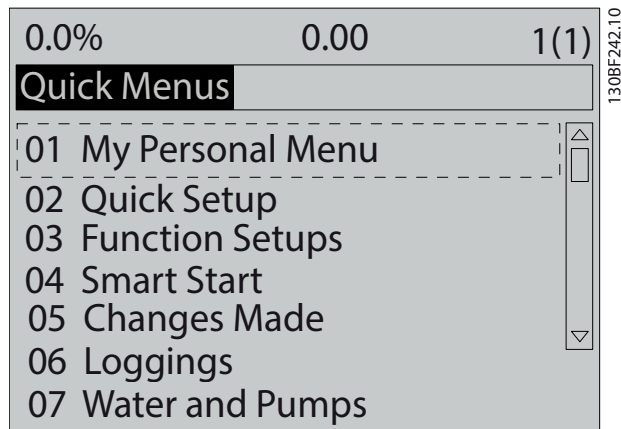 0.0% 0.00 1(1)
Quick Menus
01 My Personal Menu
02 Quick Setup
03 Function Setups
04 Smart Start
05 Changes Made
06 Loggings
07 Water and Pumps
130BF242.10